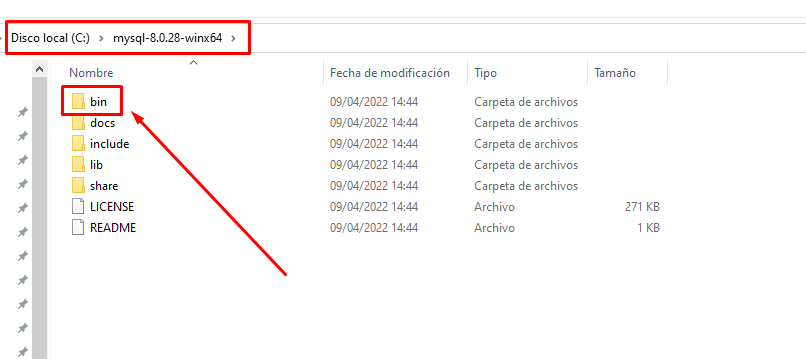 Disco local (C:) > mysql-8.0.28-winx64 >
Nombre Fecha de modificación Tipo Tamaño
bin 09/04/2022 14:44 Carpeta de archivos
docs 09/04/2022 14:44 Carpeta de archivos
include 09/04/2022 14:44 Carpeta de archivos
lib 09/04/2022 14:44 Carpeta de archivos
share 09/04/2022 14:44 Carpeta de archivos
LICENSE 09/04/2022 14:44 Archivo 271 KB
README 09/04/2022 14:44 Archivo 1 KB